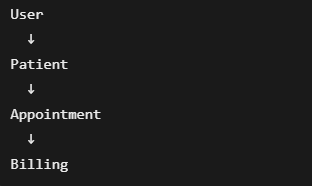 User
↓
Patient
↓
Appointment
↓
Billing